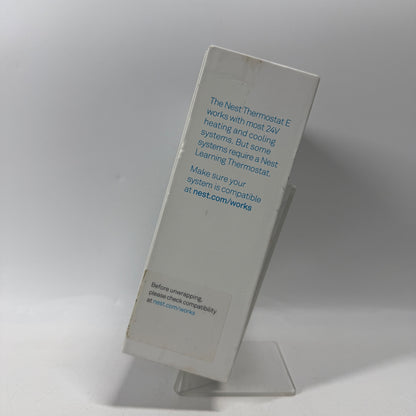 The Nest Thermostat E
works with most 24V
heating and cooling
systems. But some
systems require a Nest
Learning Thermostat.
Make sure your
system is compatible
at nest.com/works
Before unwrapping,
please check compatibility
at nest.com/works